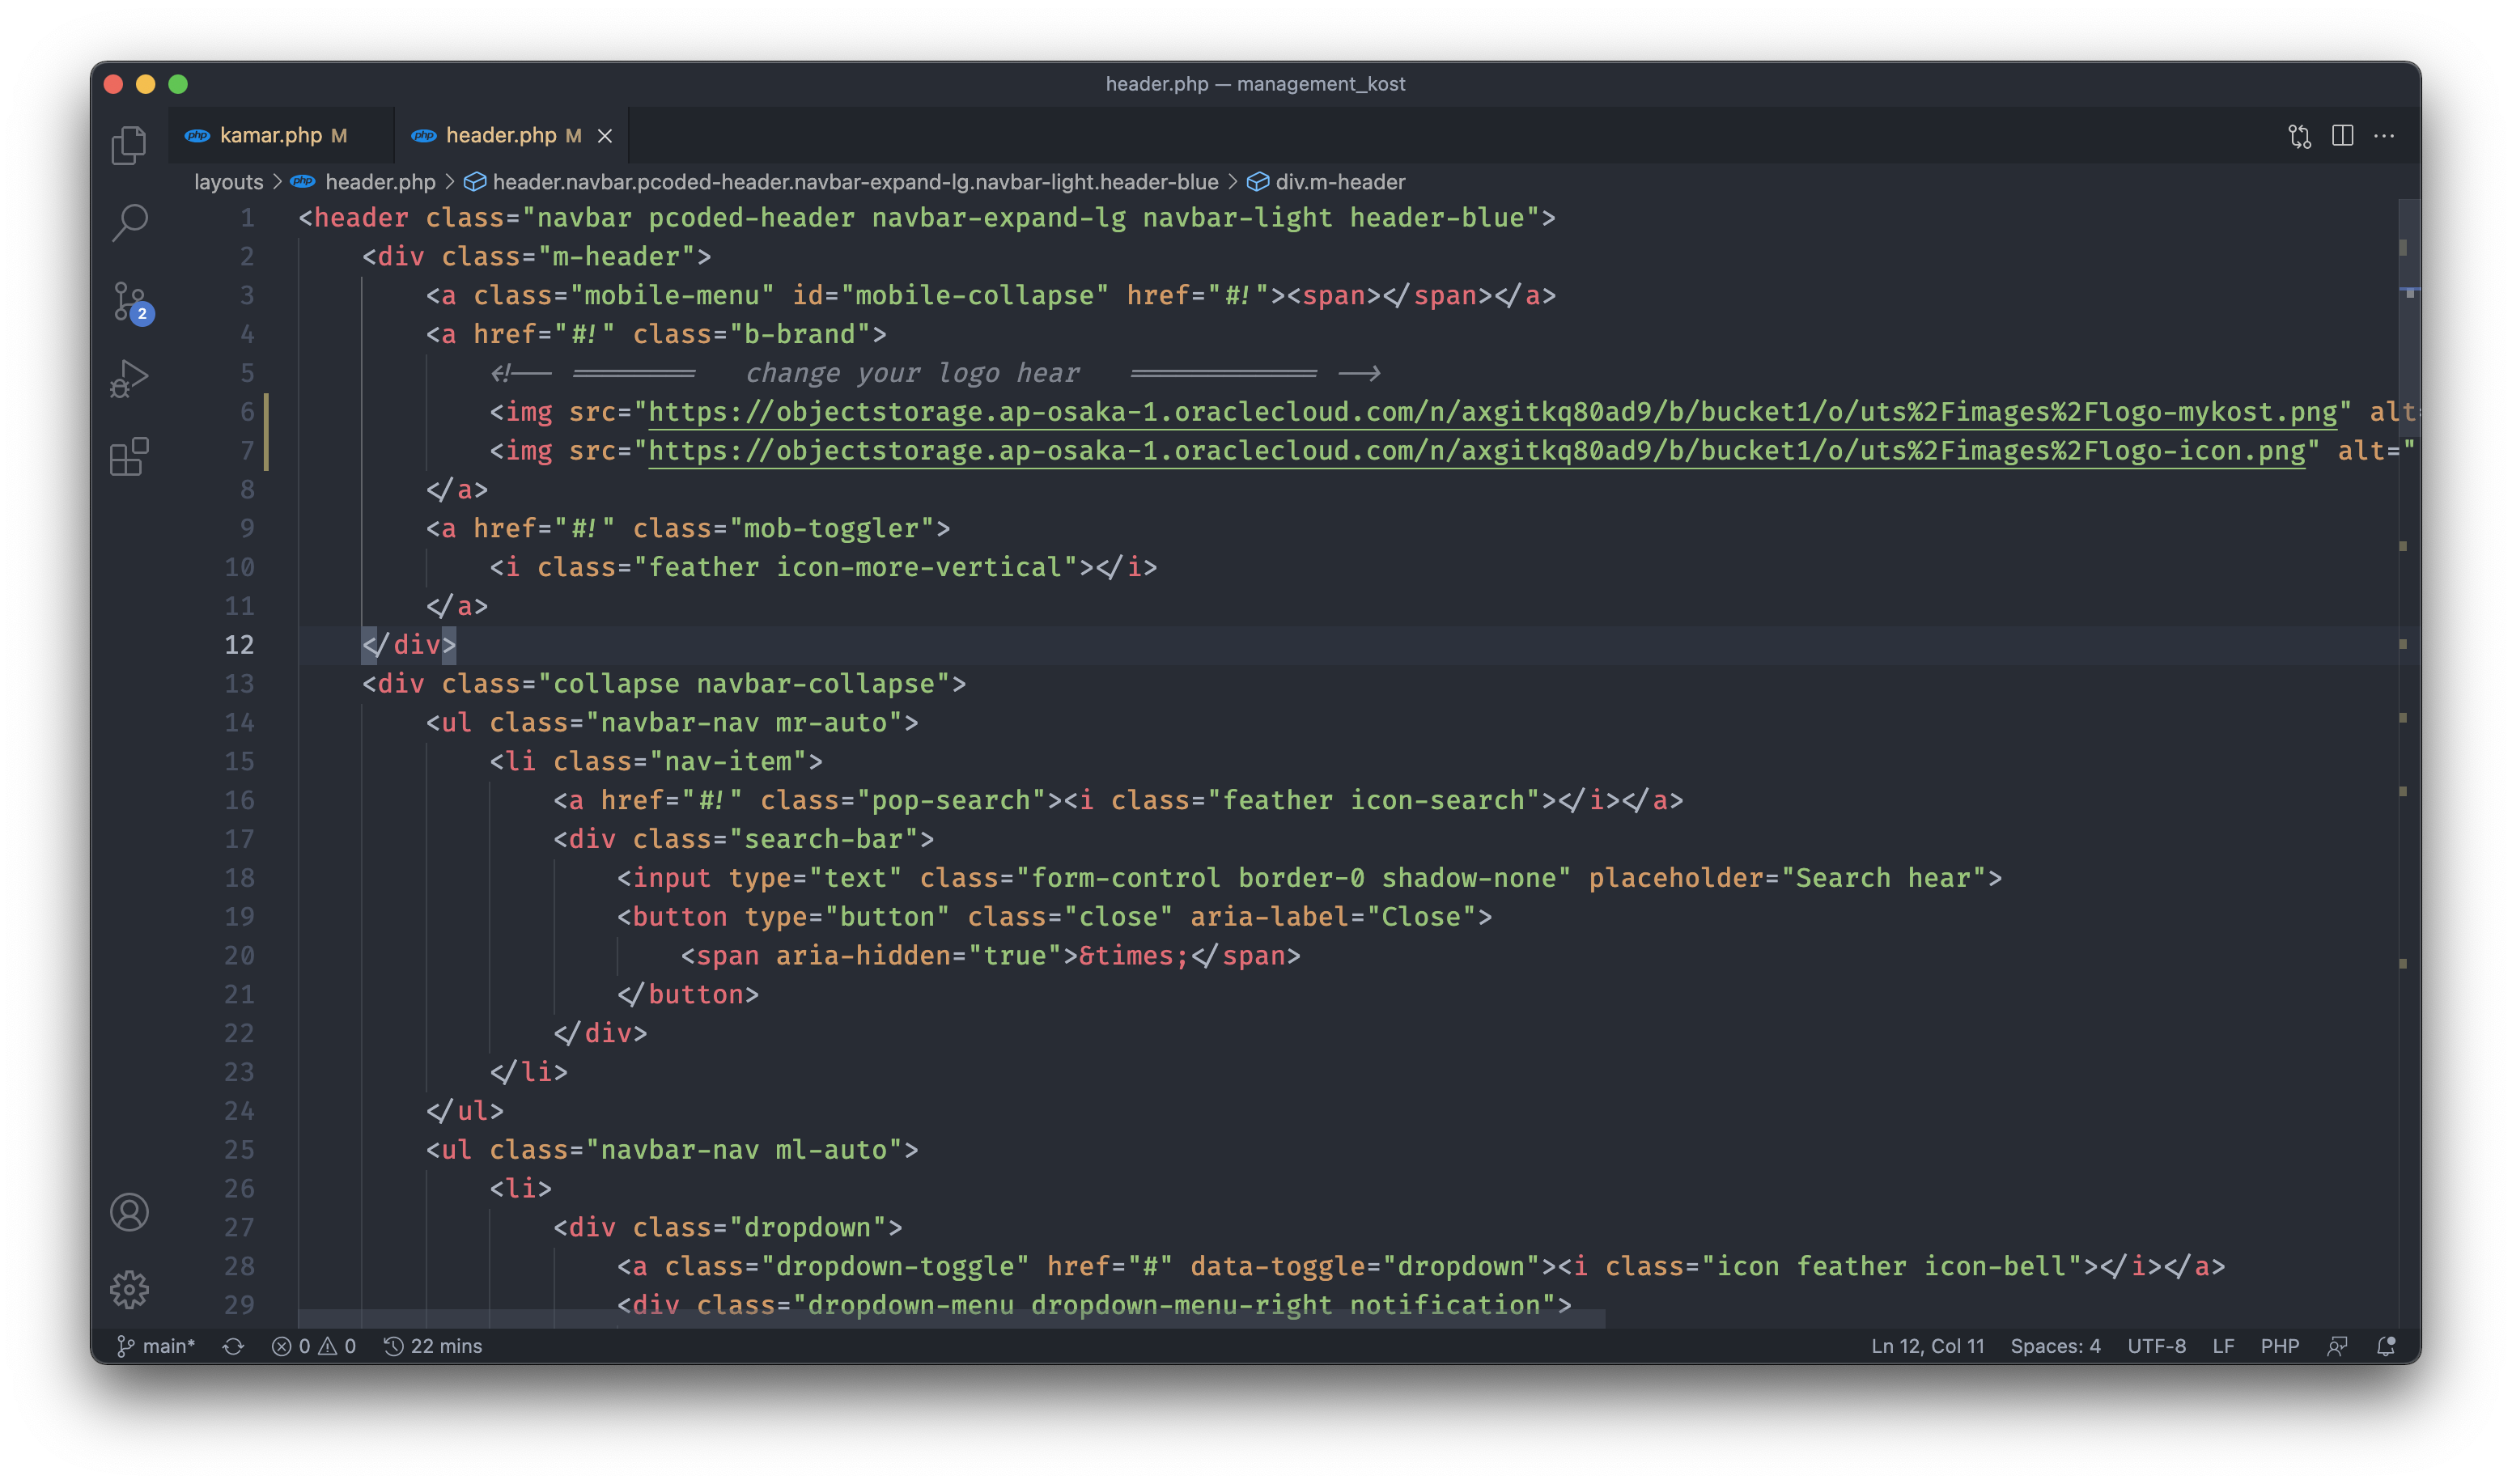 header.php — management_kost
kamar.php M
header.php M
layouts > header.php > header.navbar.pcoded-header.navbar-expand-lg.navbar-light.header-blue > div.m-header
1 <header class="navbar pcoded-header navbar-expand-lg navbar-light header-blue">
2 <div class="m-header">
3 <a class="mobile-menu" id="mobile-collapse" href="#!"><span></span></a>
4 <a href="#!" class="b-brand">
5 <!-- ======== change your logo hear ============ -->
6 <img src="https://objectstorage.ap-osaka-1.oraclecloud.com/n/axgitkq80ad9/b/bucket1/o/uts%2Fimages%2Flogo-mykost.png" alt=
7 <img src="https://objectstorage.ap-osaka-1.oraclecloud.com/n/axgitkq80ad9/b/bucket1/o/uts%2Fimages%2Flogo-icon.png" alt="
8 </a>
9 <a href="#!" class="mob-toggler">
10 <i class="feather icon-more-vertical"></i>
11 </a>
12 </div>
13 <div class="collapse navbar-collapse">
14 <ul class="navbar-nav mr-auto">
15 <li class="nav-item">
16 <a href="#!" class="pop-search"><i class="feather icon-search"></i></a>
17 <div class="search-bar">
18 <input type="text" class="form-control border-0 shadow-none" placeholder="Search hear">
19 <button type="button" class="close" aria-label="Close">
20 <span aria-hidden="true">&times;</span>
21 </button>
22 </div>
23 </li>
24 </ul>
25 <ul class="navbar-nav ml-auto">
26 <li>
27 <div class="dropdown">
28 <a class="dropdown-toggle" href="#" data-toggle="dropdown"><i class="icon feather icon-bell"></i></a>
29 <div class="dropdown-menu dropdown-menu-right notification">
2
main* 0 0 22 mins Ln 12, Col 11 Spaces: 4 UTF-8 LF PHP